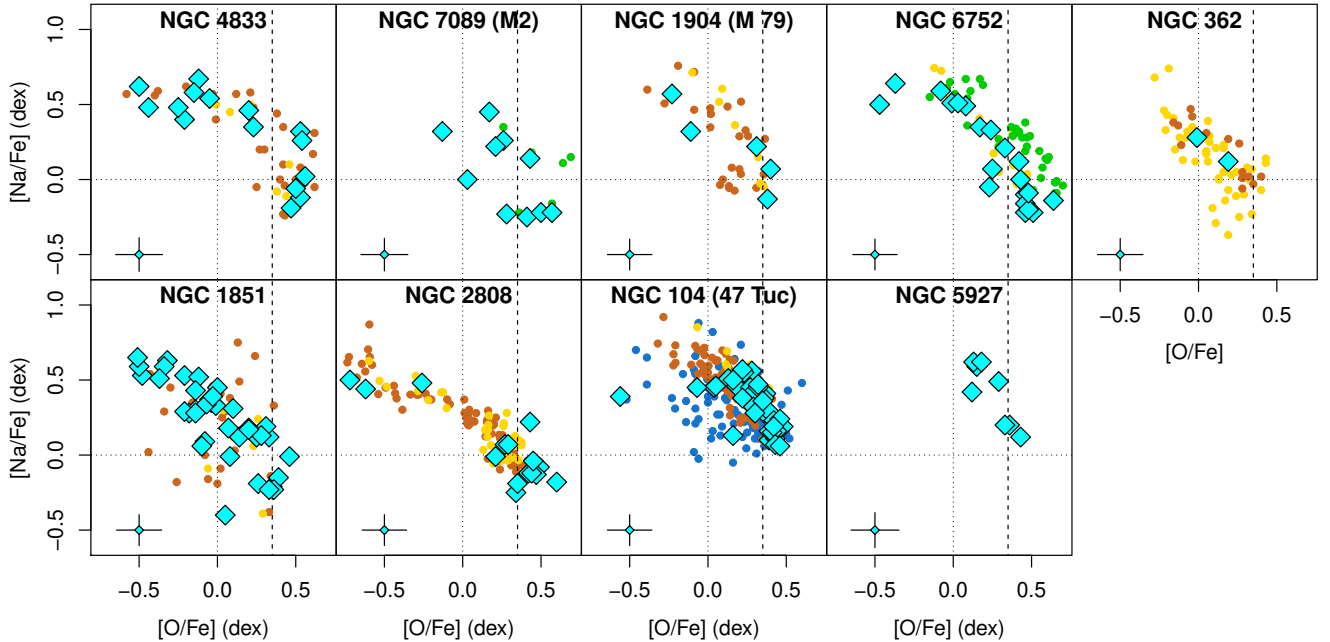 NGC 4833 NGC 7089 (M2) NGC 1904 (M 79) NGC 6752 NGC 362
[Na/Fe] (dex)
1.0
0.5
0.0
−0.5
−0.5 0.0 0.5
[O/Fe]
NGC 1851 NGC 2808 NGC 104 (47 Tuc) NGC 5927
[Na/Fe] (dex)
1.0
0.5
0.0
−0.5
−0.5 0.0 0.5 −0.5 0.0 0.5 −0.5 0.0 0.5 −0.5 0.0 0.5
[O/Fe] (dex) [O/Fe] (dex) [O/Fe] (dex) [O/Fe] (dex)